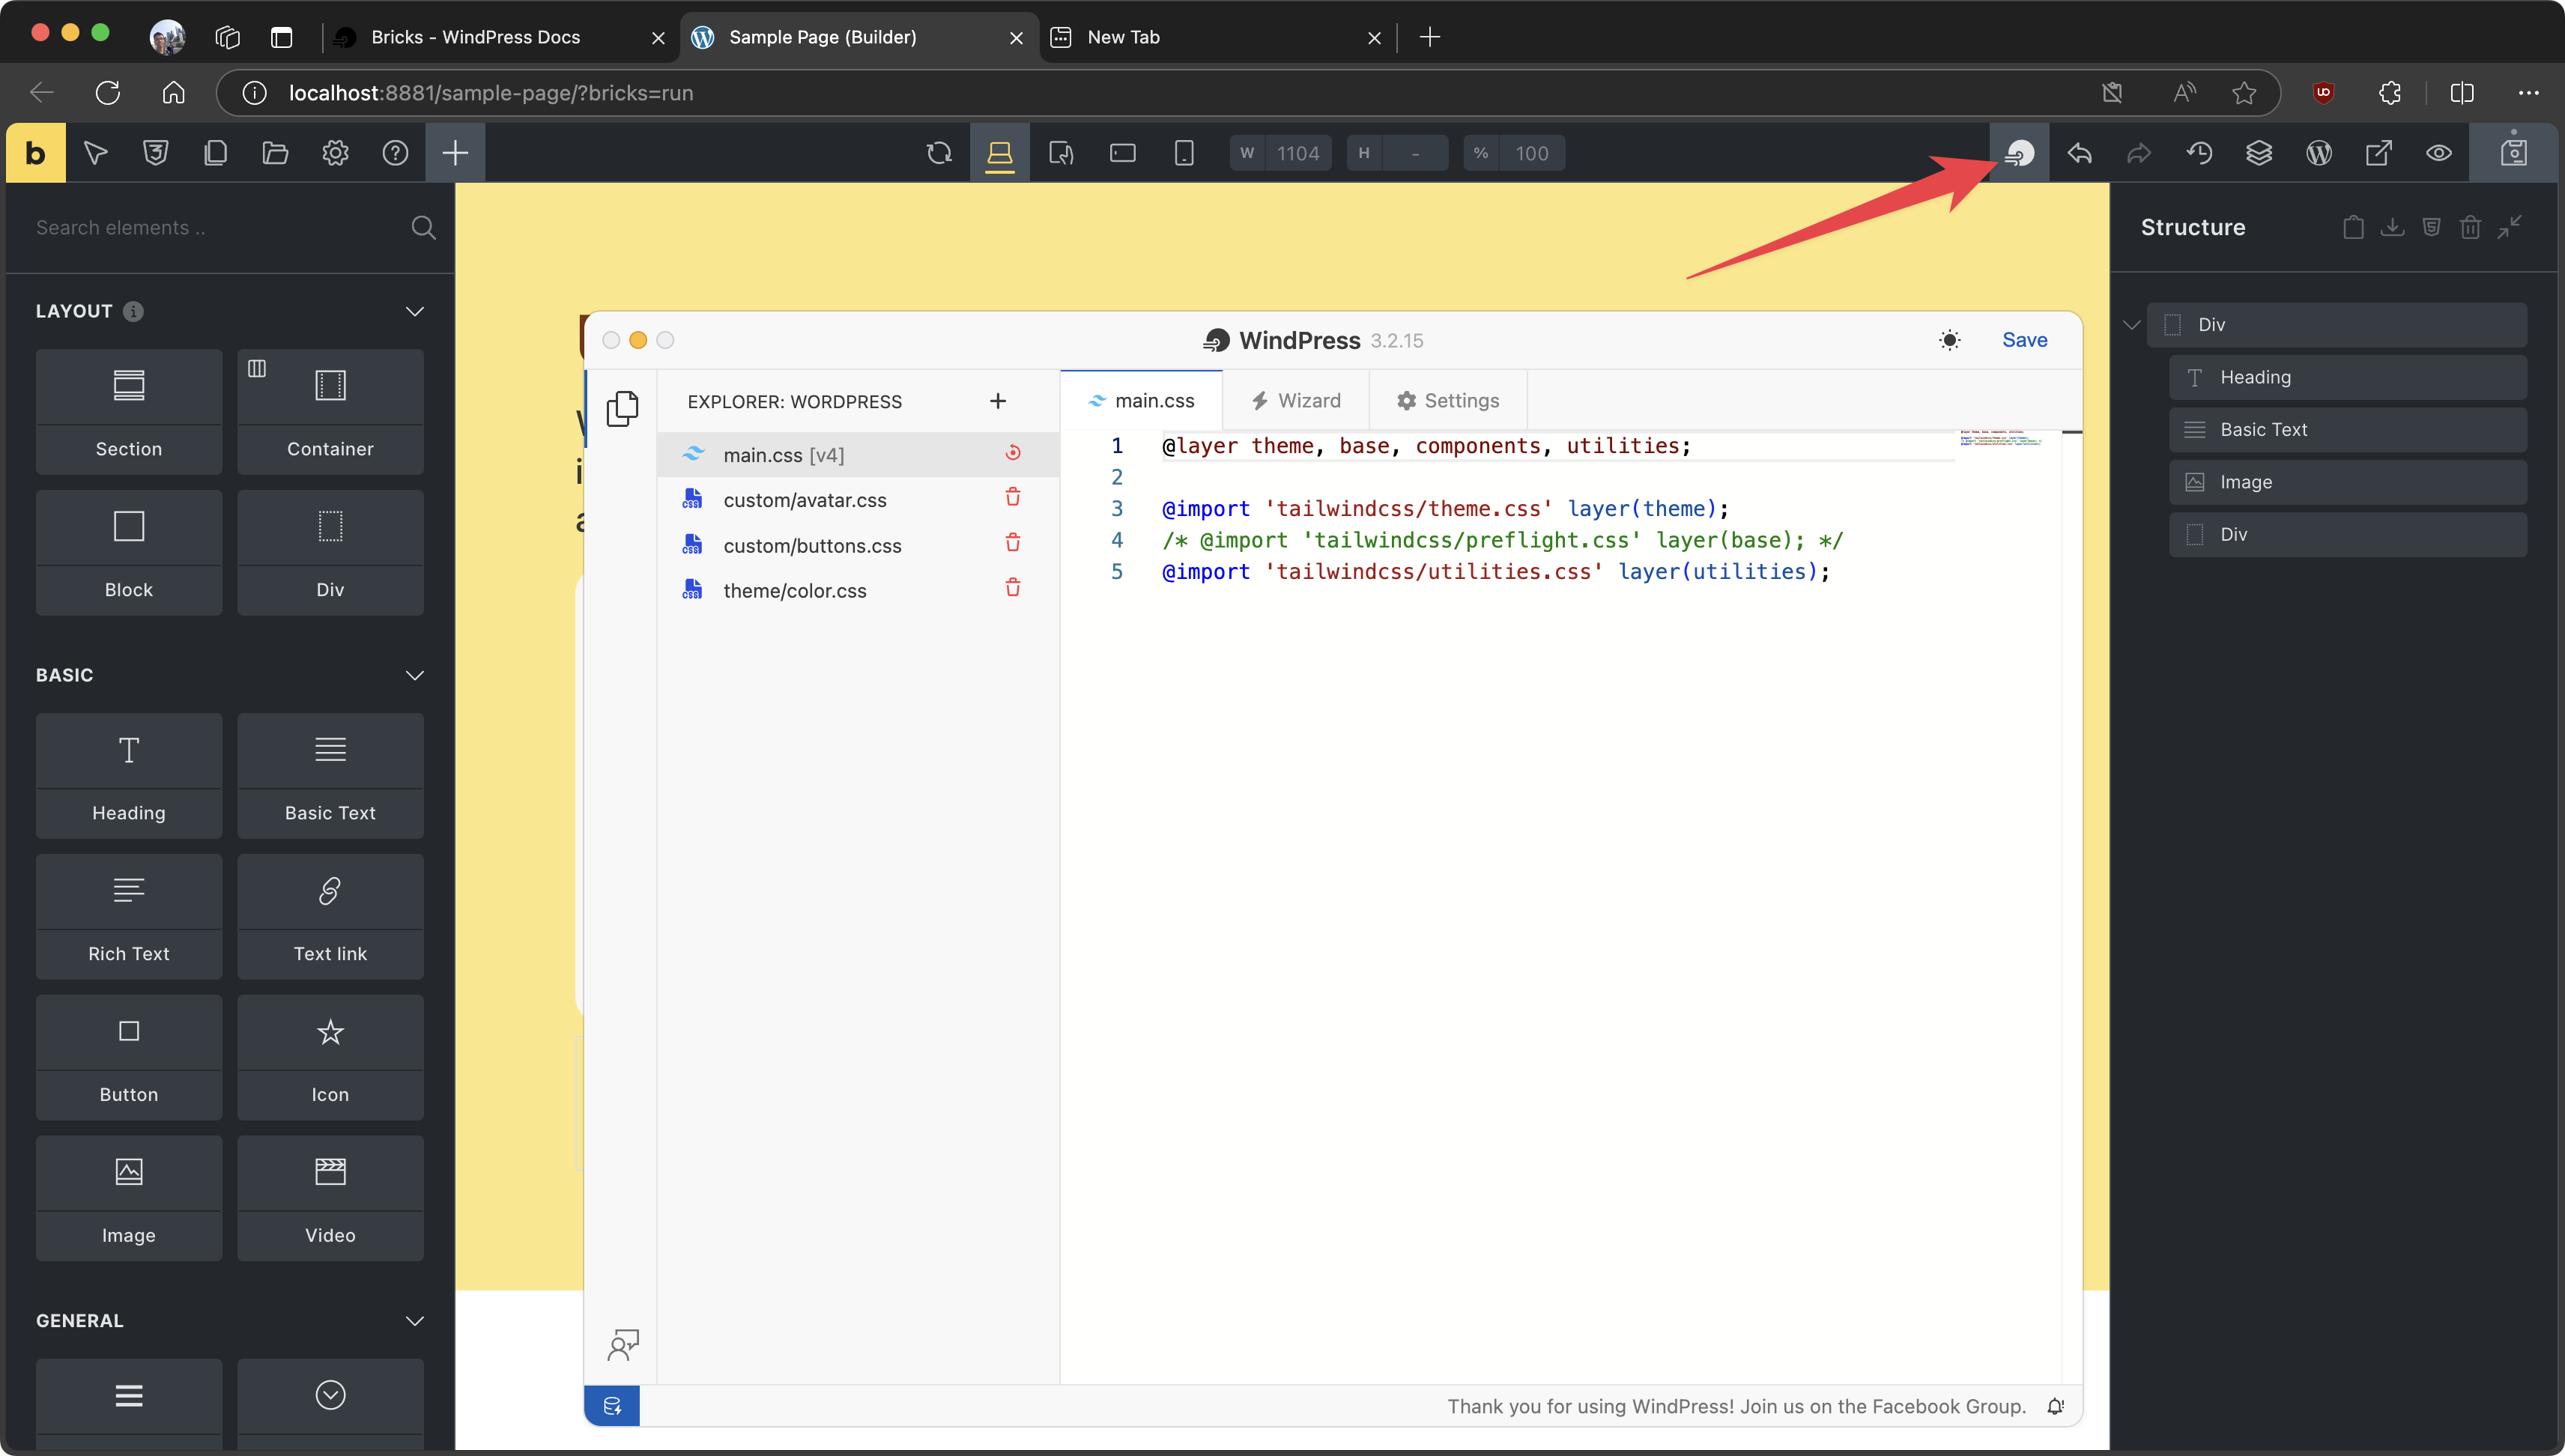 Bricks - WindPress Docs
Sample Page (Builder)
New Tab
localhost:8881/sample-page/?bricks=run
b
W 1104
H -
% 100
Search elements ..
LAYOUT
Section
Container
Block
Div
BASIC
Heading
Basic Text
Rich Text
Text link
Button
Icon
Image
Video
GENERAL
WindPress 3.2.15
Save
EXPLORER: WORDPRESS
main.css [v4]
custom/avatar.css
custom/buttons.css
theme/color.css
main.css
Wizard
Settings
1 @layer theme, base, components, utilities;
2
3 @import 'tailwindcss/theme.css' layer(theme);
4 /* @import 'tailwindcss/preflight.css' layer(base); */
5 @import 'tailwindcss/utilities.css' layer(utilities);
Thank you for using WindPress! Join us on the Facebook Group.
Structure
Div
Heading
Basic Text
Image
Div